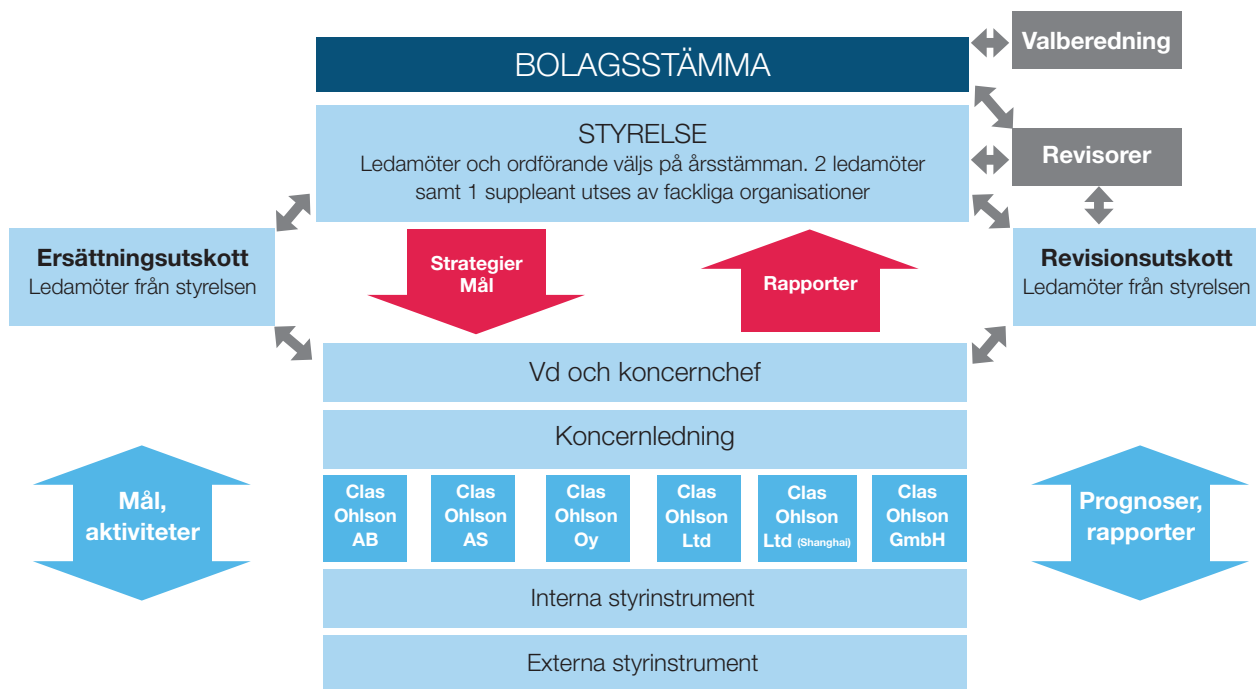 BOLAGSSTÄMMA
Valberedning
STYRELSE
Ledamöter och ordförande väljs på årsstämman. 2 ledamöter
samt 1 suppleant utses av fackliga organisationer
Revisorer
Ersättningsutskott
Ledamöter från styrelsen
Strategier
Mål
Rapporter
Revisionsutskott
Ledamöter från styrelsen
Vd och koncernchef
Koncernledning
Mål,
aktiviteter
Clas
Ohlson
AB
Clas
Ohlson
AS
Clas
Ohlson
Oy
Clas
Ohlson
Ltd
Clas
Ohlson
Ltd (Shanghai)
Clas
Ohlson
GmbH
Prognoser,
rapporter
Interna styrinstrument
Externa styrinstrument